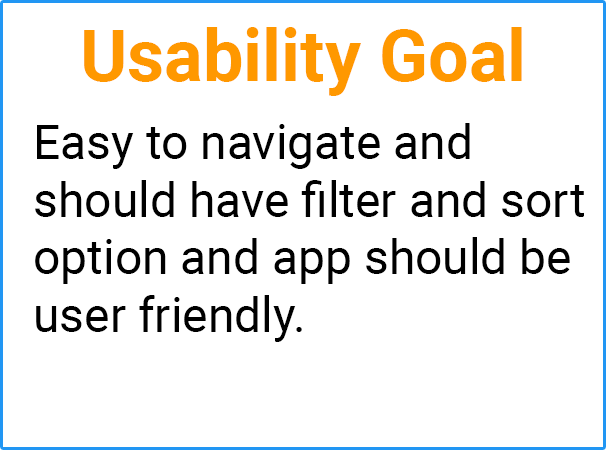 Usability Goal
Easy to navigate and
should have filter and sort
option and app should be
user friendly.